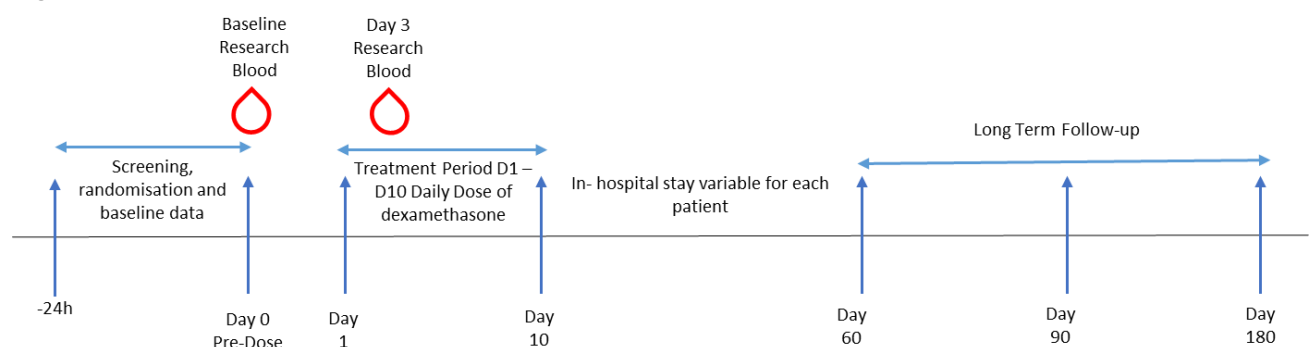 Baseline
Research
Blood
Day 3
Research
Blood
Screening,
randomisation and
baseline data
Treatment Period D1 –
D10 Daily Dose of
dexamethasone
In- hospital stay variable for each
patient
Long Term Follow-up
-24h
Day 0
Pre-Dose
Day
1
Day
10
Day
60
Day
90
Day
180